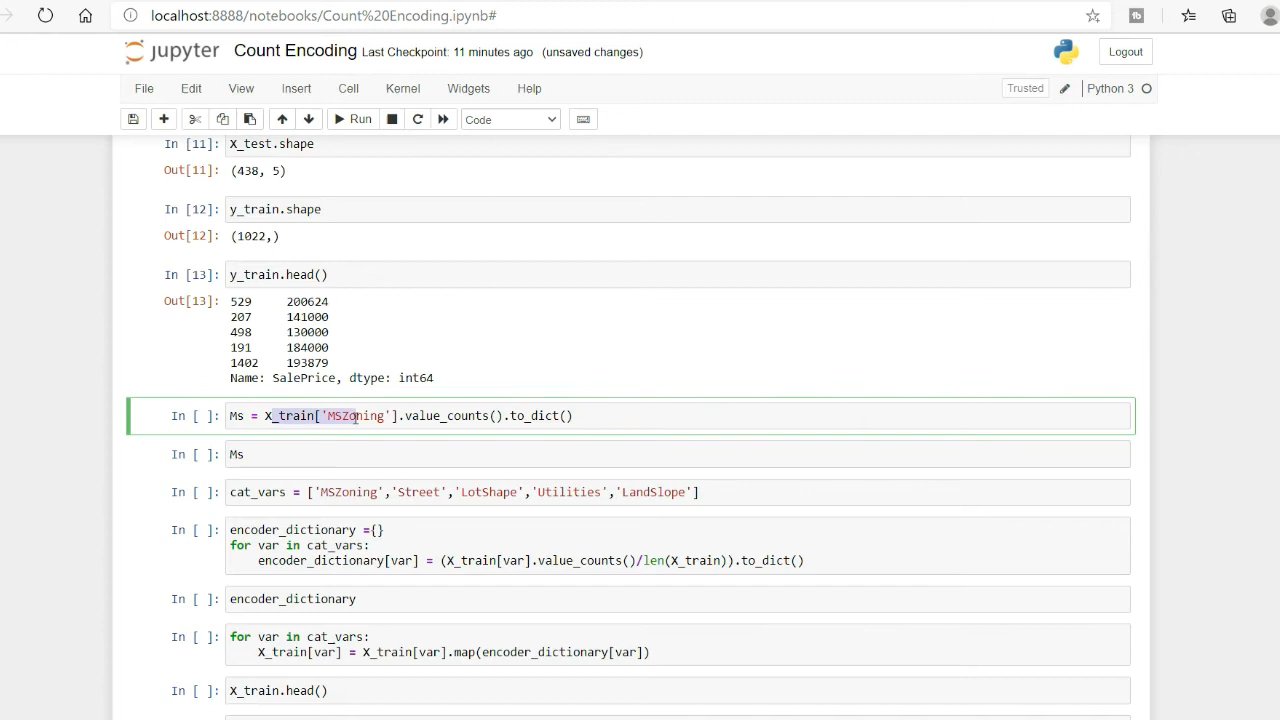 localhost:8888/notebooks/Count%20Encoding.ipynb#
jupyter Count Encoding Last Checkpoint: 11 minutes ago (unsaved changes) Logout
File Edit View Insert Cell Kernel Widgets Help Trusted Python 3
Run Code
In [11]: X_test.shape
Out[11]: (438, 5)
In [12]: y_train.shape
Out[12]: (1022,)
In [13]: y_train.head()
Out[13]: 529 200624
207 141000
498 130000
191 184000
1402 193879
Name: SalePrice, dtype: int64
In [ ]: Ms = X_train['MSZoning'].value_counts().to_dict()
In [ ]: Ms
In [ ]: cat_vars = ['MSZoning','Street','LotShape','Utilities','LandSlope']
In [ ]: encoder_dictionary ={}
for var in cat_vars:
encoder_dictionary[var] = (X_train[var].value_counts()/len(X_train)).to_dict()
In [ ]: encoder_dictionary
In [ ]: for var in cat_vars:
X_train[var] = X_train[var].map(encoder_dictionary[var])
In [ ]: X_train.head()